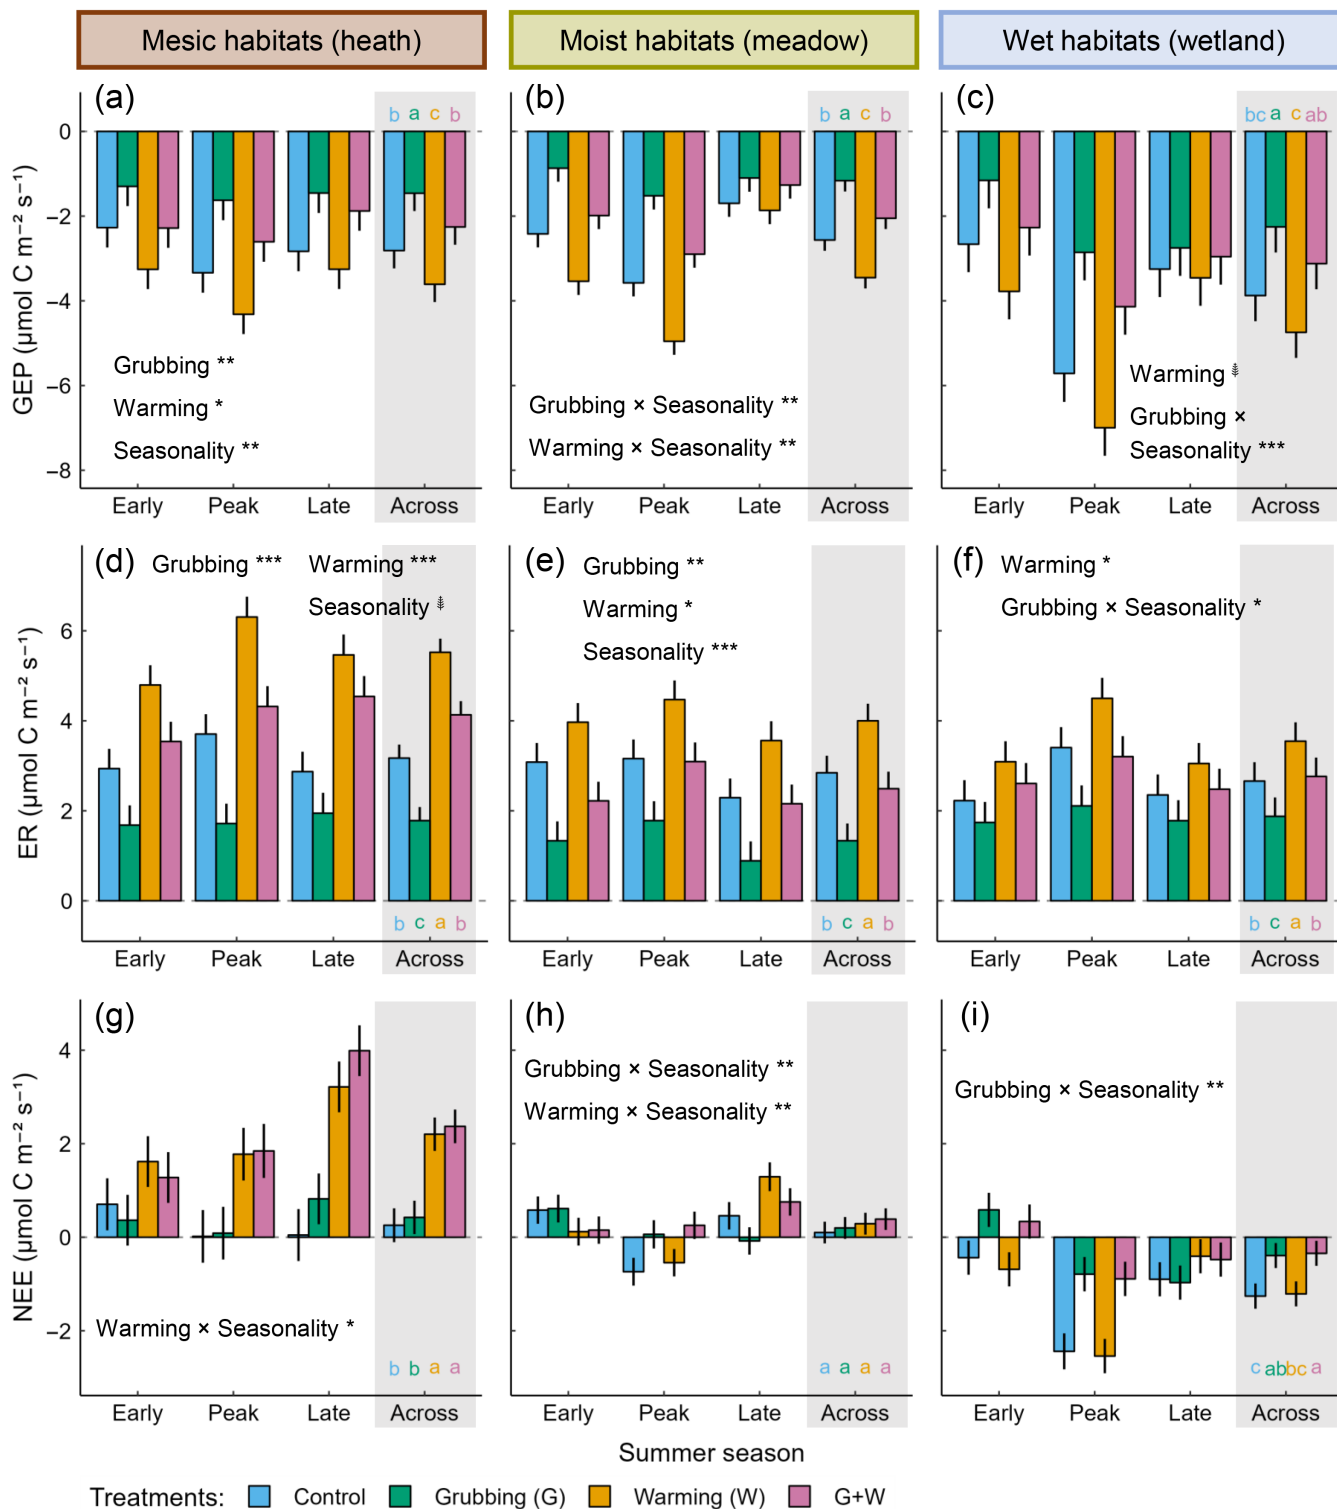 Mesic habitats (heath)
Moist habitats (meadow)
Wet habitats (wetland)
GEP (µmol C m⁻² s⁻¹)
0
−2
−4
−6
−8
(a)
b a c b
Grubbing **
Warming *
Seasonality **
Early Peak Late Across
(b)
b a c b
Grubbing × Seasonality **
Warming × Seasonality **
Early Peak Late Across
(c)
bc a c ab
Warming
Grubbing ×
Seasonality ***
Early Peak Late Across
ER (µmol C m⁻² s⁻¹)
6
4
2
0
(d)
Grubbing *** Warming ***
Seasonality
b c a b
Early Peak Late Across
(e)
Grubbing **
Warming *
Seasonality ***
b c a b
Early Peak Late Across
(f)
Warming *
Grubbing × Seasonality *
b c a b
Early Peak Late Across
NEE (µmol C m⁻² s⁻¹)
4
2
0
−2
(g)
Warming × Seasonality *
b b a a
Early Peak Late Across
(h)
Grubbing × Seasonality **
Warming × Seasonality **
a a a a
Early Peak Late Across
(i)
Grubbing × Seasonality **
c ab bc a
Early Peak Late Across
Summer season
Treatments: Control Grubbing (G) Warming (W) G+W